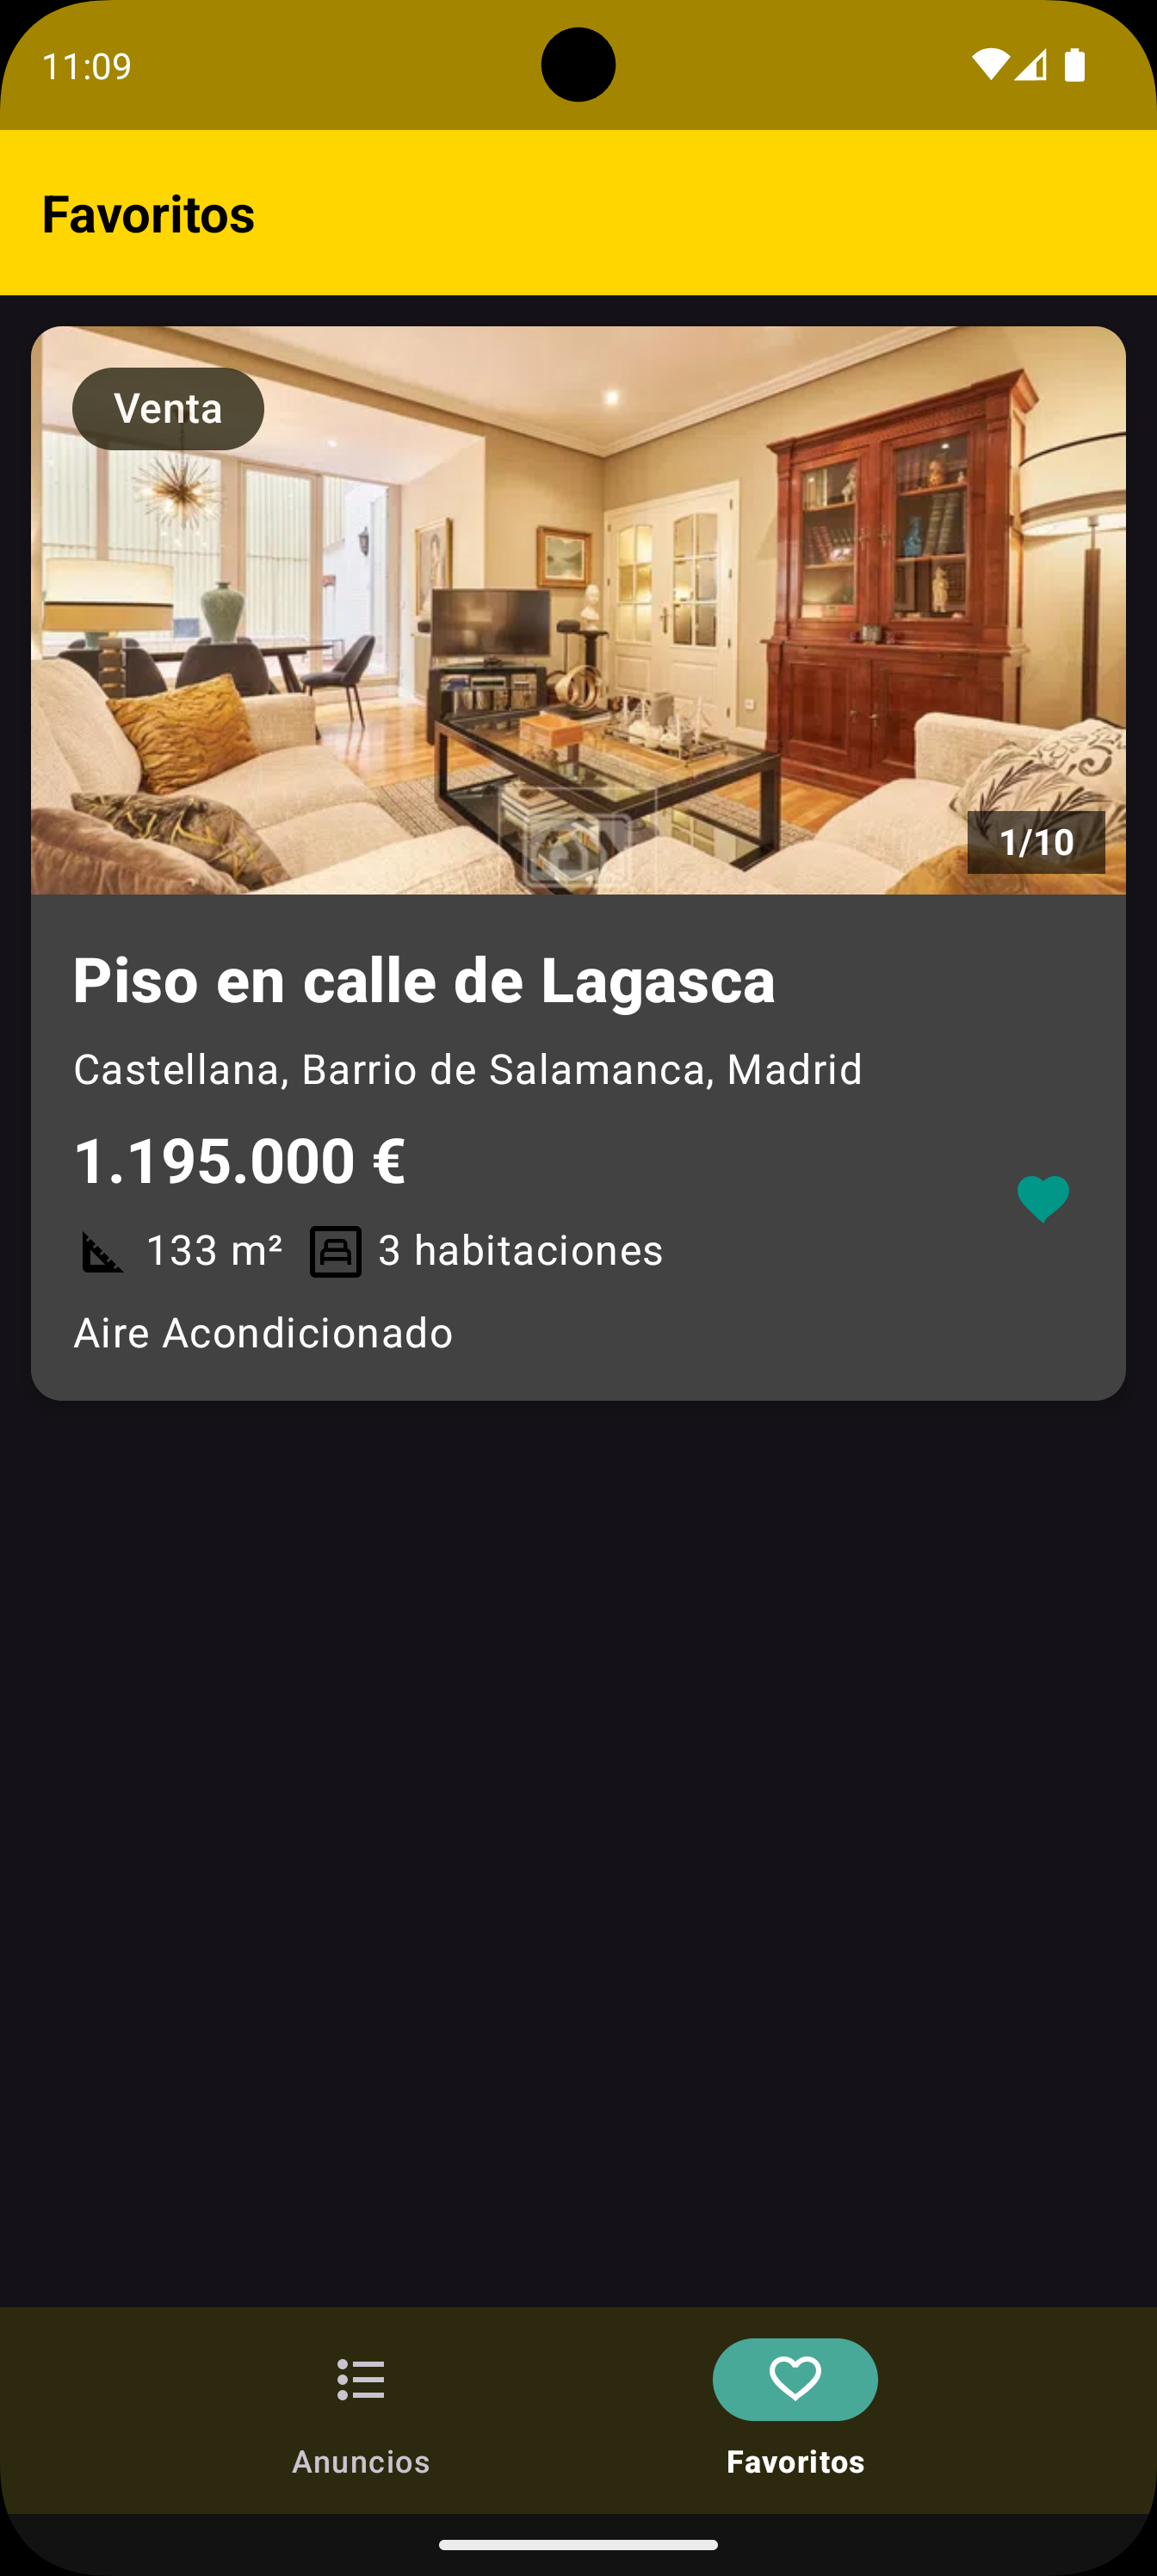 11:09
Favoritos
Venta
1/10
Piso en calle de Lagasca
Castellana, Barrio de Salamanca, Madrid
1.195.000 €
133 m² 3 habitaciones
Aire Acondicionado
Anuncios Favoritos